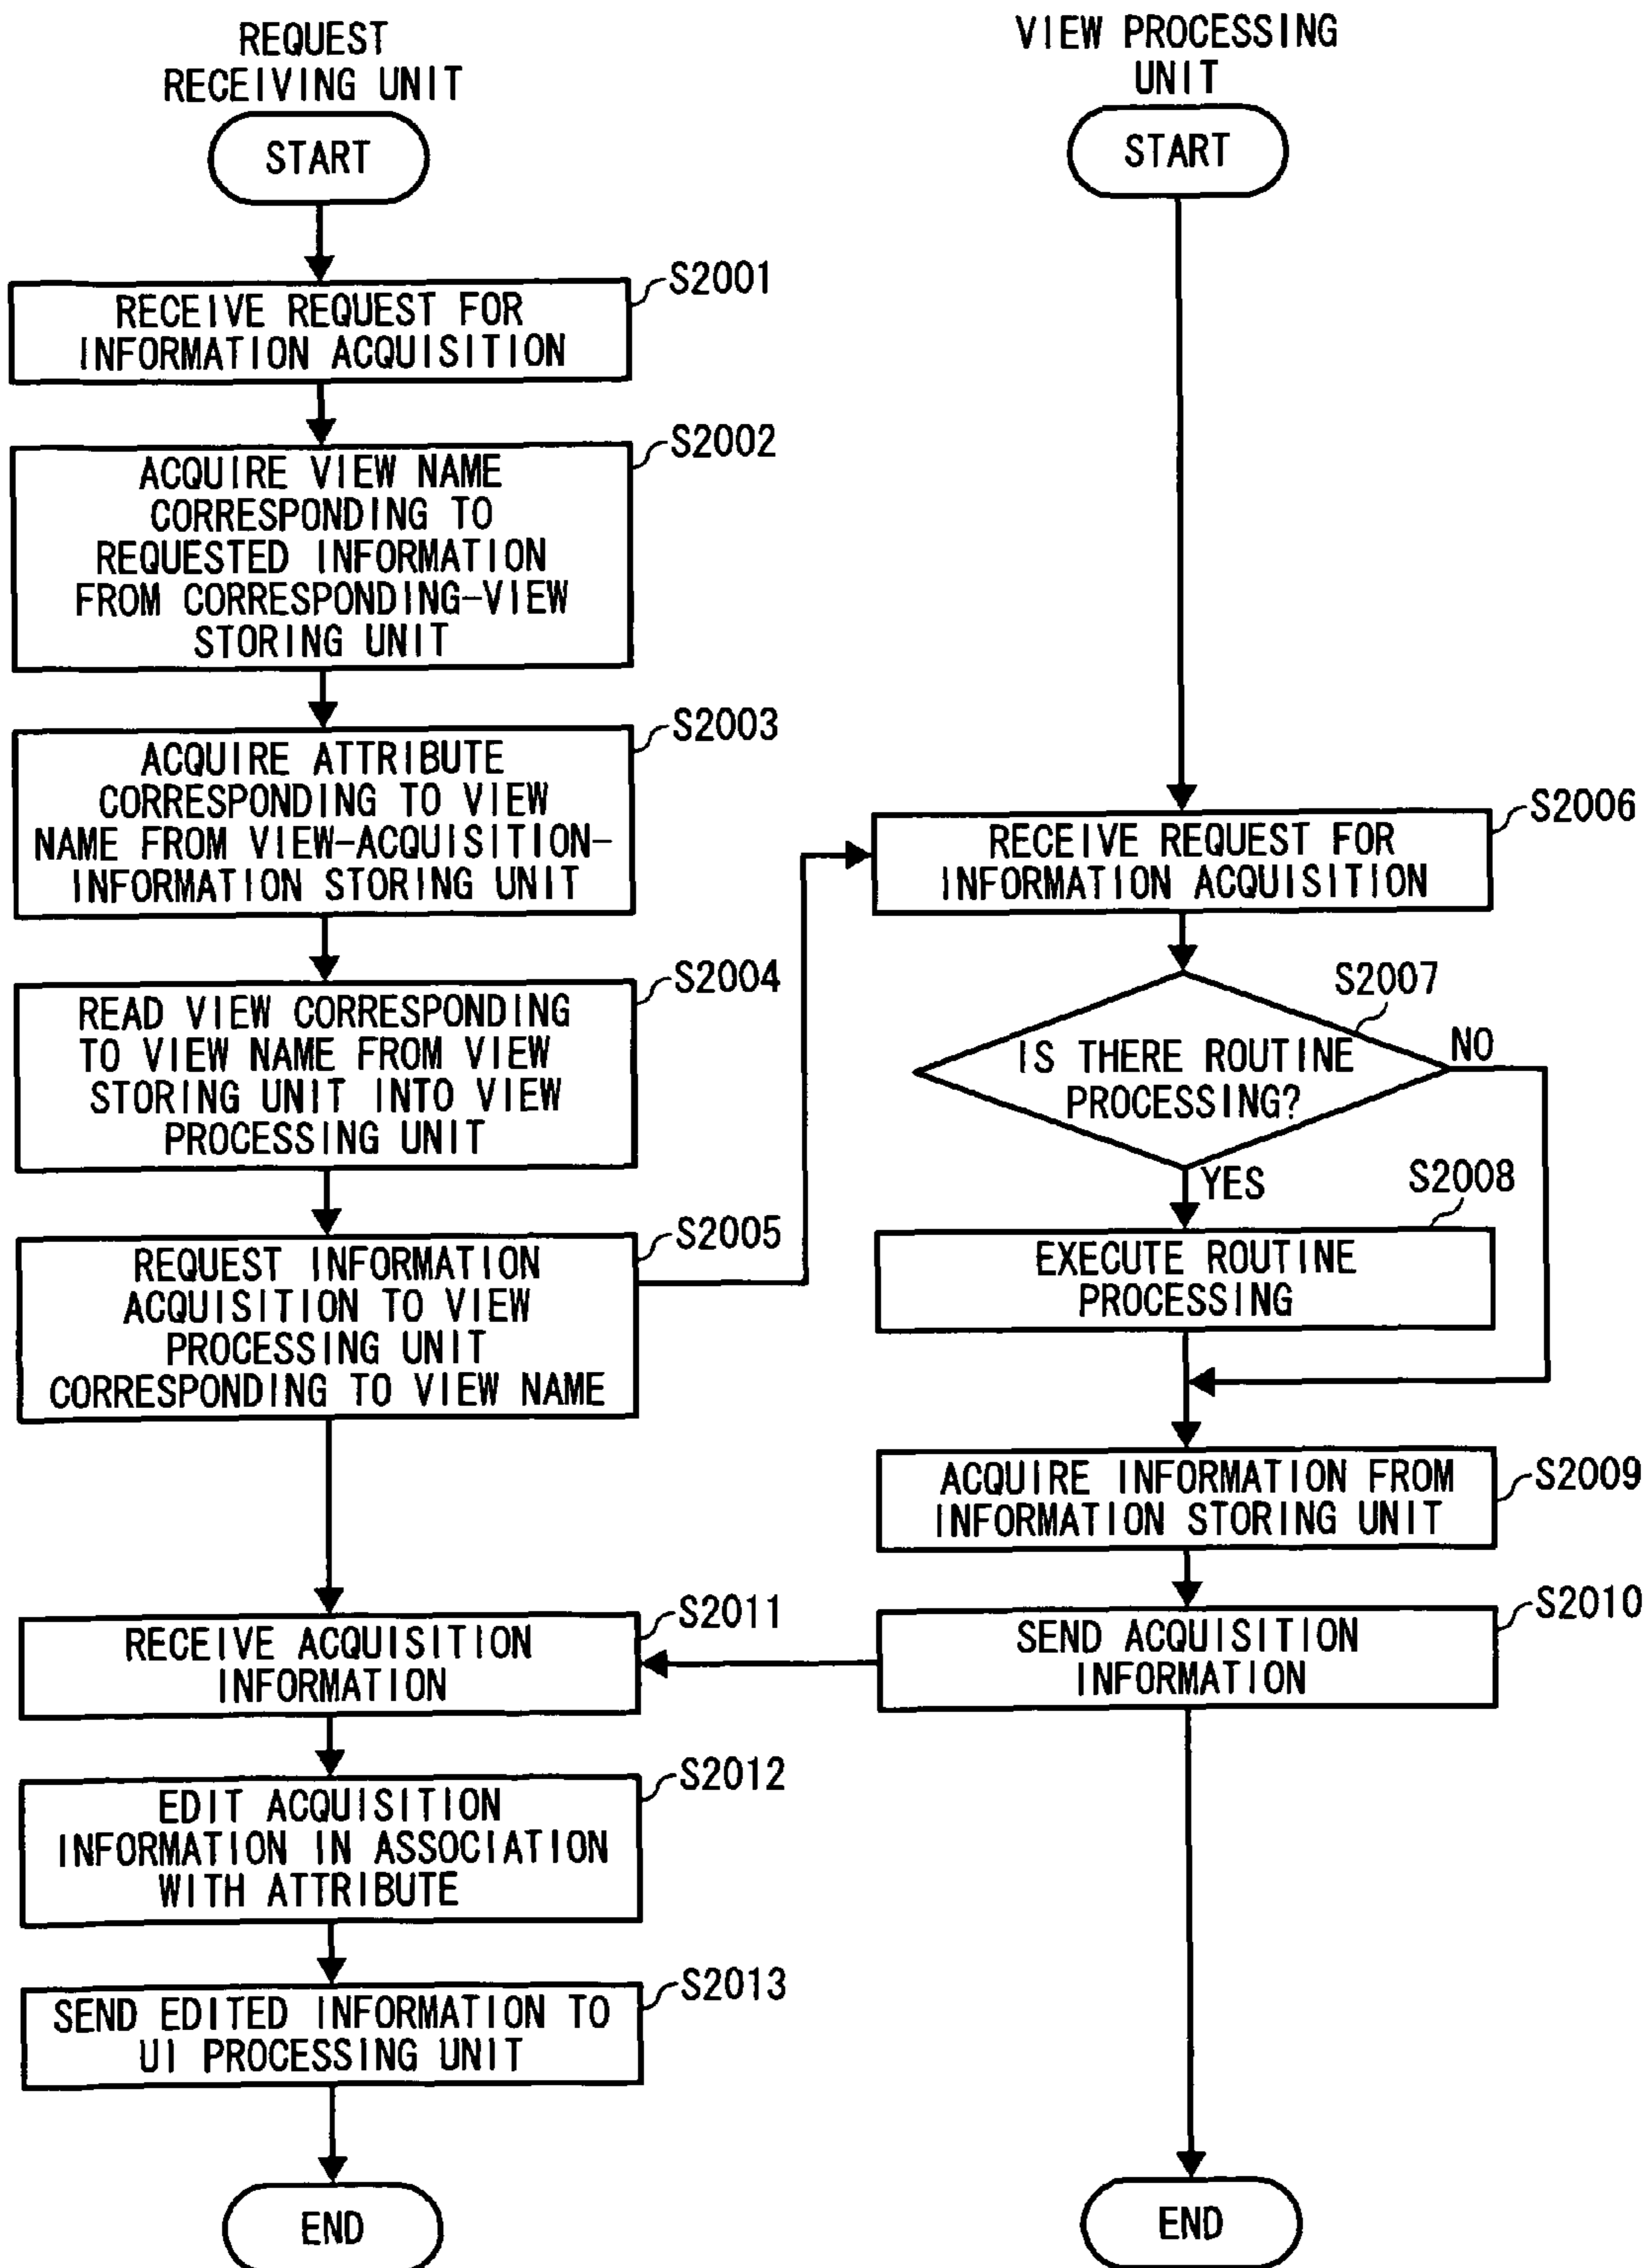 REQUEST
RECEIVING UNIT
START
S2001
RECEIVE REQUEST FOR
INFORMATION ACQUISITION
S2002
ACQUIRE VIEW NAME
CORRESPONDING TO
REQUESTED INFORMATION
FROM CORRESPONDING-VIEW
STORING UNIT
S2003
ACQUIRE ATTRIBUTE
CORRESPONDING TO VIEW
NAME FROM VIEW-ACQUISITION-
INFORMATION STORING UNIT
S2004
READ VIEW CORRESPONDING
TO VIEW NAME FROM VIEW
STORING UNIT INTO VIEW
PROCESSING UNIT
S2005
REQUEST INFORMATION
ACQUISITION TO VIEW
PROCESSING UNIT
CORRESPONDING TO VIEW NAME
S2011
RECEIVE ACQUISITION
INFORMATION
S2012
EDIT ACQUISITION
INFORMATION IN ASSOCIATION
WITH ATTRIBUTE
S2013
SEND EDITED INFORMATION TO
UI PROCESSING UNIT
END
VIEW PROCESSING
UNIT
START
S2006
RECEIVE REQUEST FOR
INFORMATION ACQUISITION
S2007
IS THERE ROUTINE
PROCESSING?
NO
YES
S2008
EXECUTE ROUTINE
PROCESSING
S2009
ACQUIRE INFORMATION FROM
INFORMATION STORING UNIT
S2010
SEND ACQUISITION
INFORMATION
END